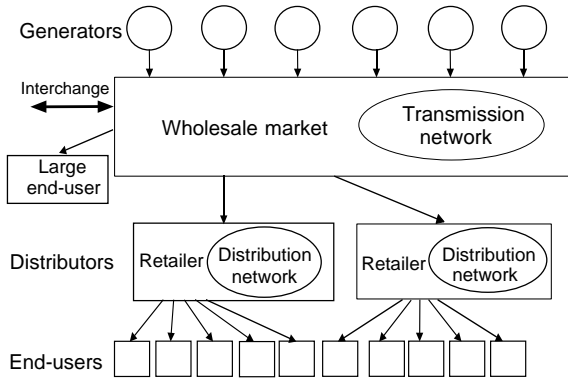 Generators
Interchange
Wholesale market
Transmission
network
Large
end-user
Distributors
Retailer
Distribution
network
Retailer
Distribution
network
End-users